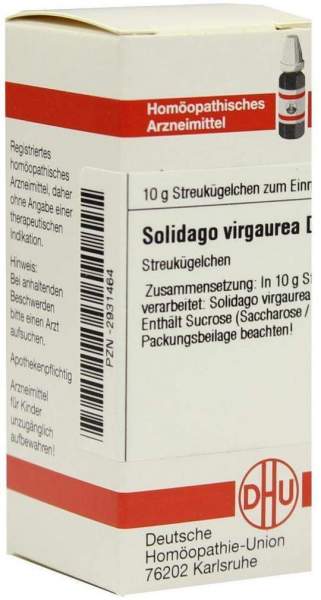 Homöopathisches
Arzneimittel
10 g Streukügelchen zum
Solidago virgaurea
Streukügelchen
Zusammensetzung: In 10 g
verarbeitet: Solidago virgaurea
Enthält Sucrose (Saccharose /
Packungsbeilage beachten!
DHU
Deutsche
Homöopathie-Union
76202 Karlsruhe
Registriertes
homöopathisches
Arzneimittel, daher
ohne Angabe einer
therapeutischen
Indikation.
Hinweis:
Bei anhaltenden
Beschwerden
bitte einen Arzt
aufsuchen.
Apothekenpflichtig
Arzneimittel
für Kinder
unzugänglich
aufbewahren!
PZN -2931464